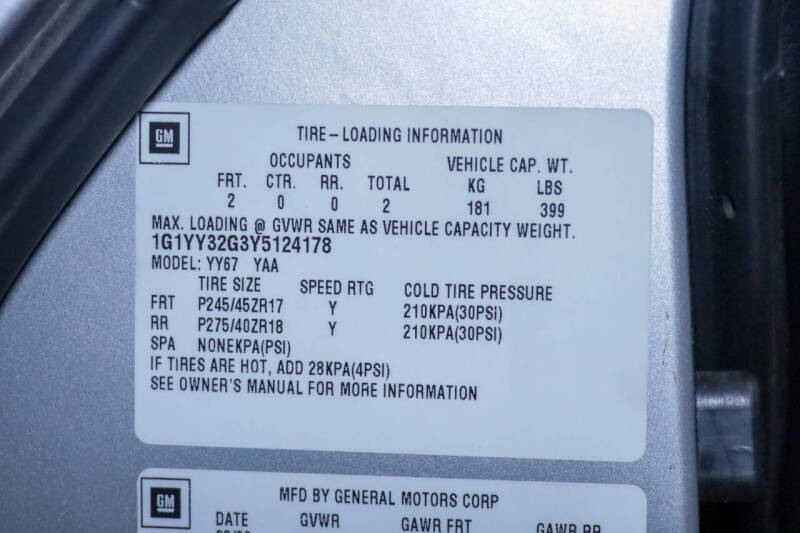 GM
TIRE-LOADING INFORMATION
OCCUPANTS VEHICLE CAP. WT.
FRT. CTR. RR. TOTAL KG LBS
2 0 0 2 181 399
MAX. LOADING @ GVWR SAME AS VEHICLE CAPACITY WEIGHT.
1G1YY32G3Y5124178
MODEL: YY67 YAA
TIRE SIZE SPEED RTG COLD TIRE PRESSURE
FRT P245/45ZR17 Y 210KPA(30PSI)
RR P275/40ZR18 Y 210KPA(30PSI)
SPA NONEKPA(PSI)
IF TIRES ARE HOT, ADD 28KPA(4PSI)
SEE OWNER'S MANUAL FOR MORE INFORMATION
GM
MFD BY GENERAL MOTORS CORP
DATE GVWR GAWR FRT GAWR RR